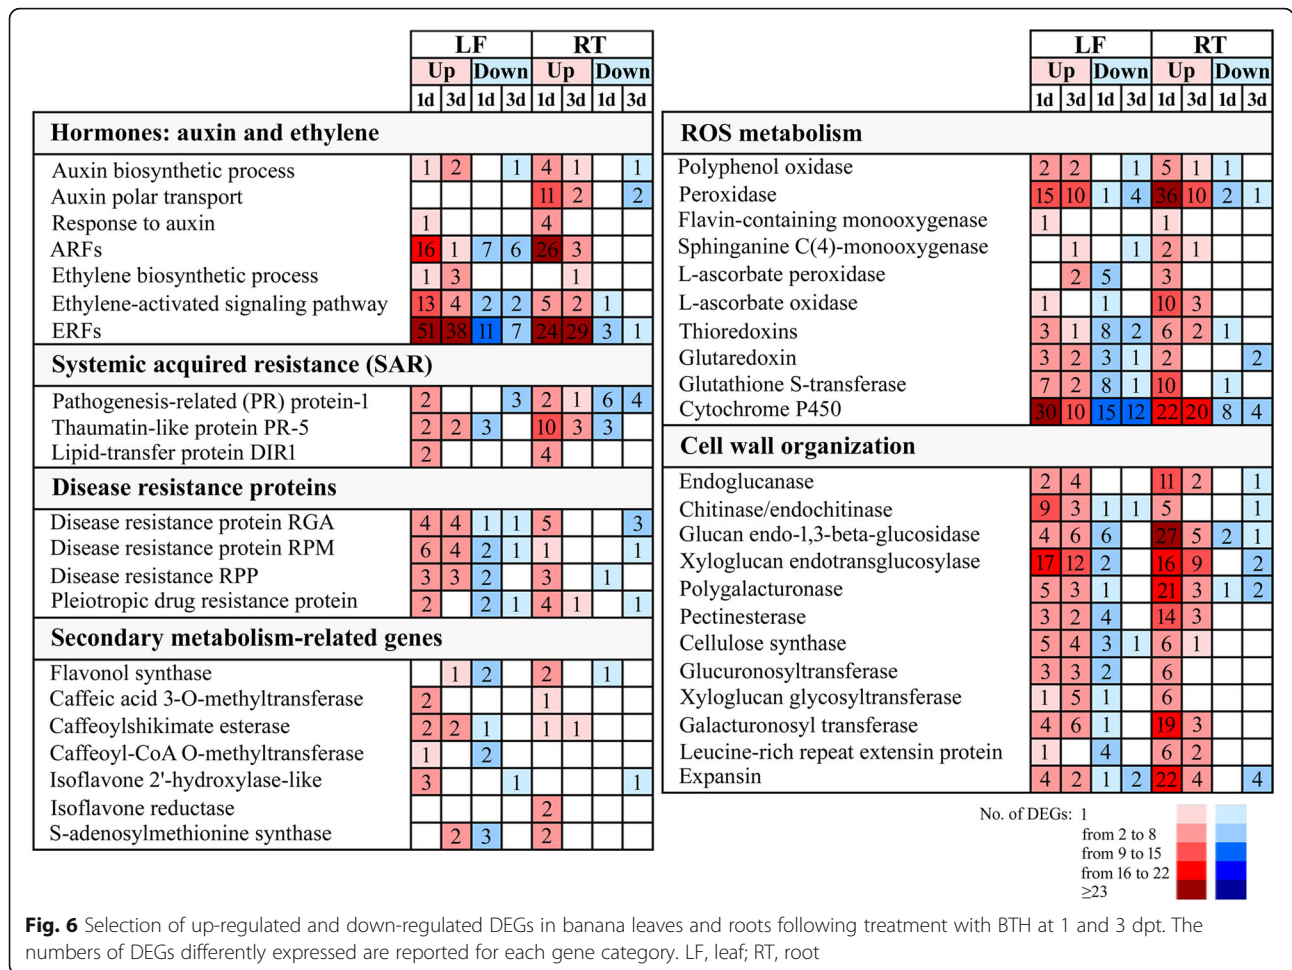 LF RT
Up Down Up Down
1d 3d 1d 3d 1d 3d 1d 3d
Hormones: auxin and ethylene
Auxin biosynthetic process 1 2 1 4 1 1
Auxin polar transport 11 2 2
Response to auxin 1 4
ARFs 16 1 7 6 26 3
Ethylene biosynthetic process 1 3 1
Ethylene-activated signaling pathway 13 4 2 2 5 2 1
ERFs 51 38 11 7 24 29 3 1
Systemic acquired resistance (SAR)
Pathogenesis-related (PR) protein-1 2 3 2 1 6 4
Thaumatin-like protein PR-5 2 2 3 10 3 3
Lipid-transfer protein DIR1 2 4
Disease resistance proteins
Disease resistance protein RGA 4 4 1 1 5 3
Disease resistance protein RPM 6 4 2 1 1 1
Disease resistance RPP 3 3 2 3 1
Pleiotropic drug resistance protein 2 2 1 4 1 1
Secondary metabolism-related genes
Flavonol synthase 1 2 2 1
Caffeic acid 3-O-methyltransferase 2 1
Caffeoylshikimate esterase 2 2 1 1 1
Caffeoyl-CoA O-methyltransferase 1 2
Isoflavone 2'-hydroxylase-like 3 1 1
Isoflavone reductase 2
S-adenosylmethionine synthase 2 3 2
LF RT
Up Down Up Down
1d 3d 1d 3d 1d 3d 1d 3d
ROS metabolism
Polyphenol oxidase 2 2 1 5 1 1
Peroxidase 15 10 1 4 36 10 2 1
Flavin-containing monooxygenase 1 1
Sphinganine C(4)-monooxygenase 1 1 2 1
L-ascorbate peroxidase 2 5 3
L-ascorbate oxidase 1 1 10 3
Thioredoxins 3 1 8 2 6 2 1
Glutaredoxin 3 2 3 1 2 2
Glutathione S-transferase 7 2 8 1 10 1
Cytochrome P450 30 10 15 12 22 20 8 4
Cell wall organization
Endoglucanase 2 4 11 2 1
Chitinase/endochitinase 9 3 1 1 5 1
Glucan endo-1,3-beta-glucosidase 4 6 6 27 5 2 1
Xyloglucan endotransglucosylase 17 12 2 16 9 2
Polygalacturonase 5 3 1 21 3 1 2
Pectinesterase 3 2 4 14 3
Cellulose synthase 5 4 3 1 6 1
Glucuronosyltransferase 3 3 2 6
Xyloglucan glycosyltransferase 1 5 1 6
Galacturonosyl transferase 4 6 1 19 3
Leucine-rich repeat extensin protein 1 4 6 2
Expansin 4 2 1 2 22 4 4
No. of DEGs: 1
from 2 to 8
from 9 to 15
from 16 to 22
≥23
Fig. 6 Selection of up-regulated and down-regulated DEGs in banana leaves and roots following treatment with BTH at 1 and 3 dpt. The
numbers of DEGs differently expressed are reported for each gene category. LF, leaf; RT, root